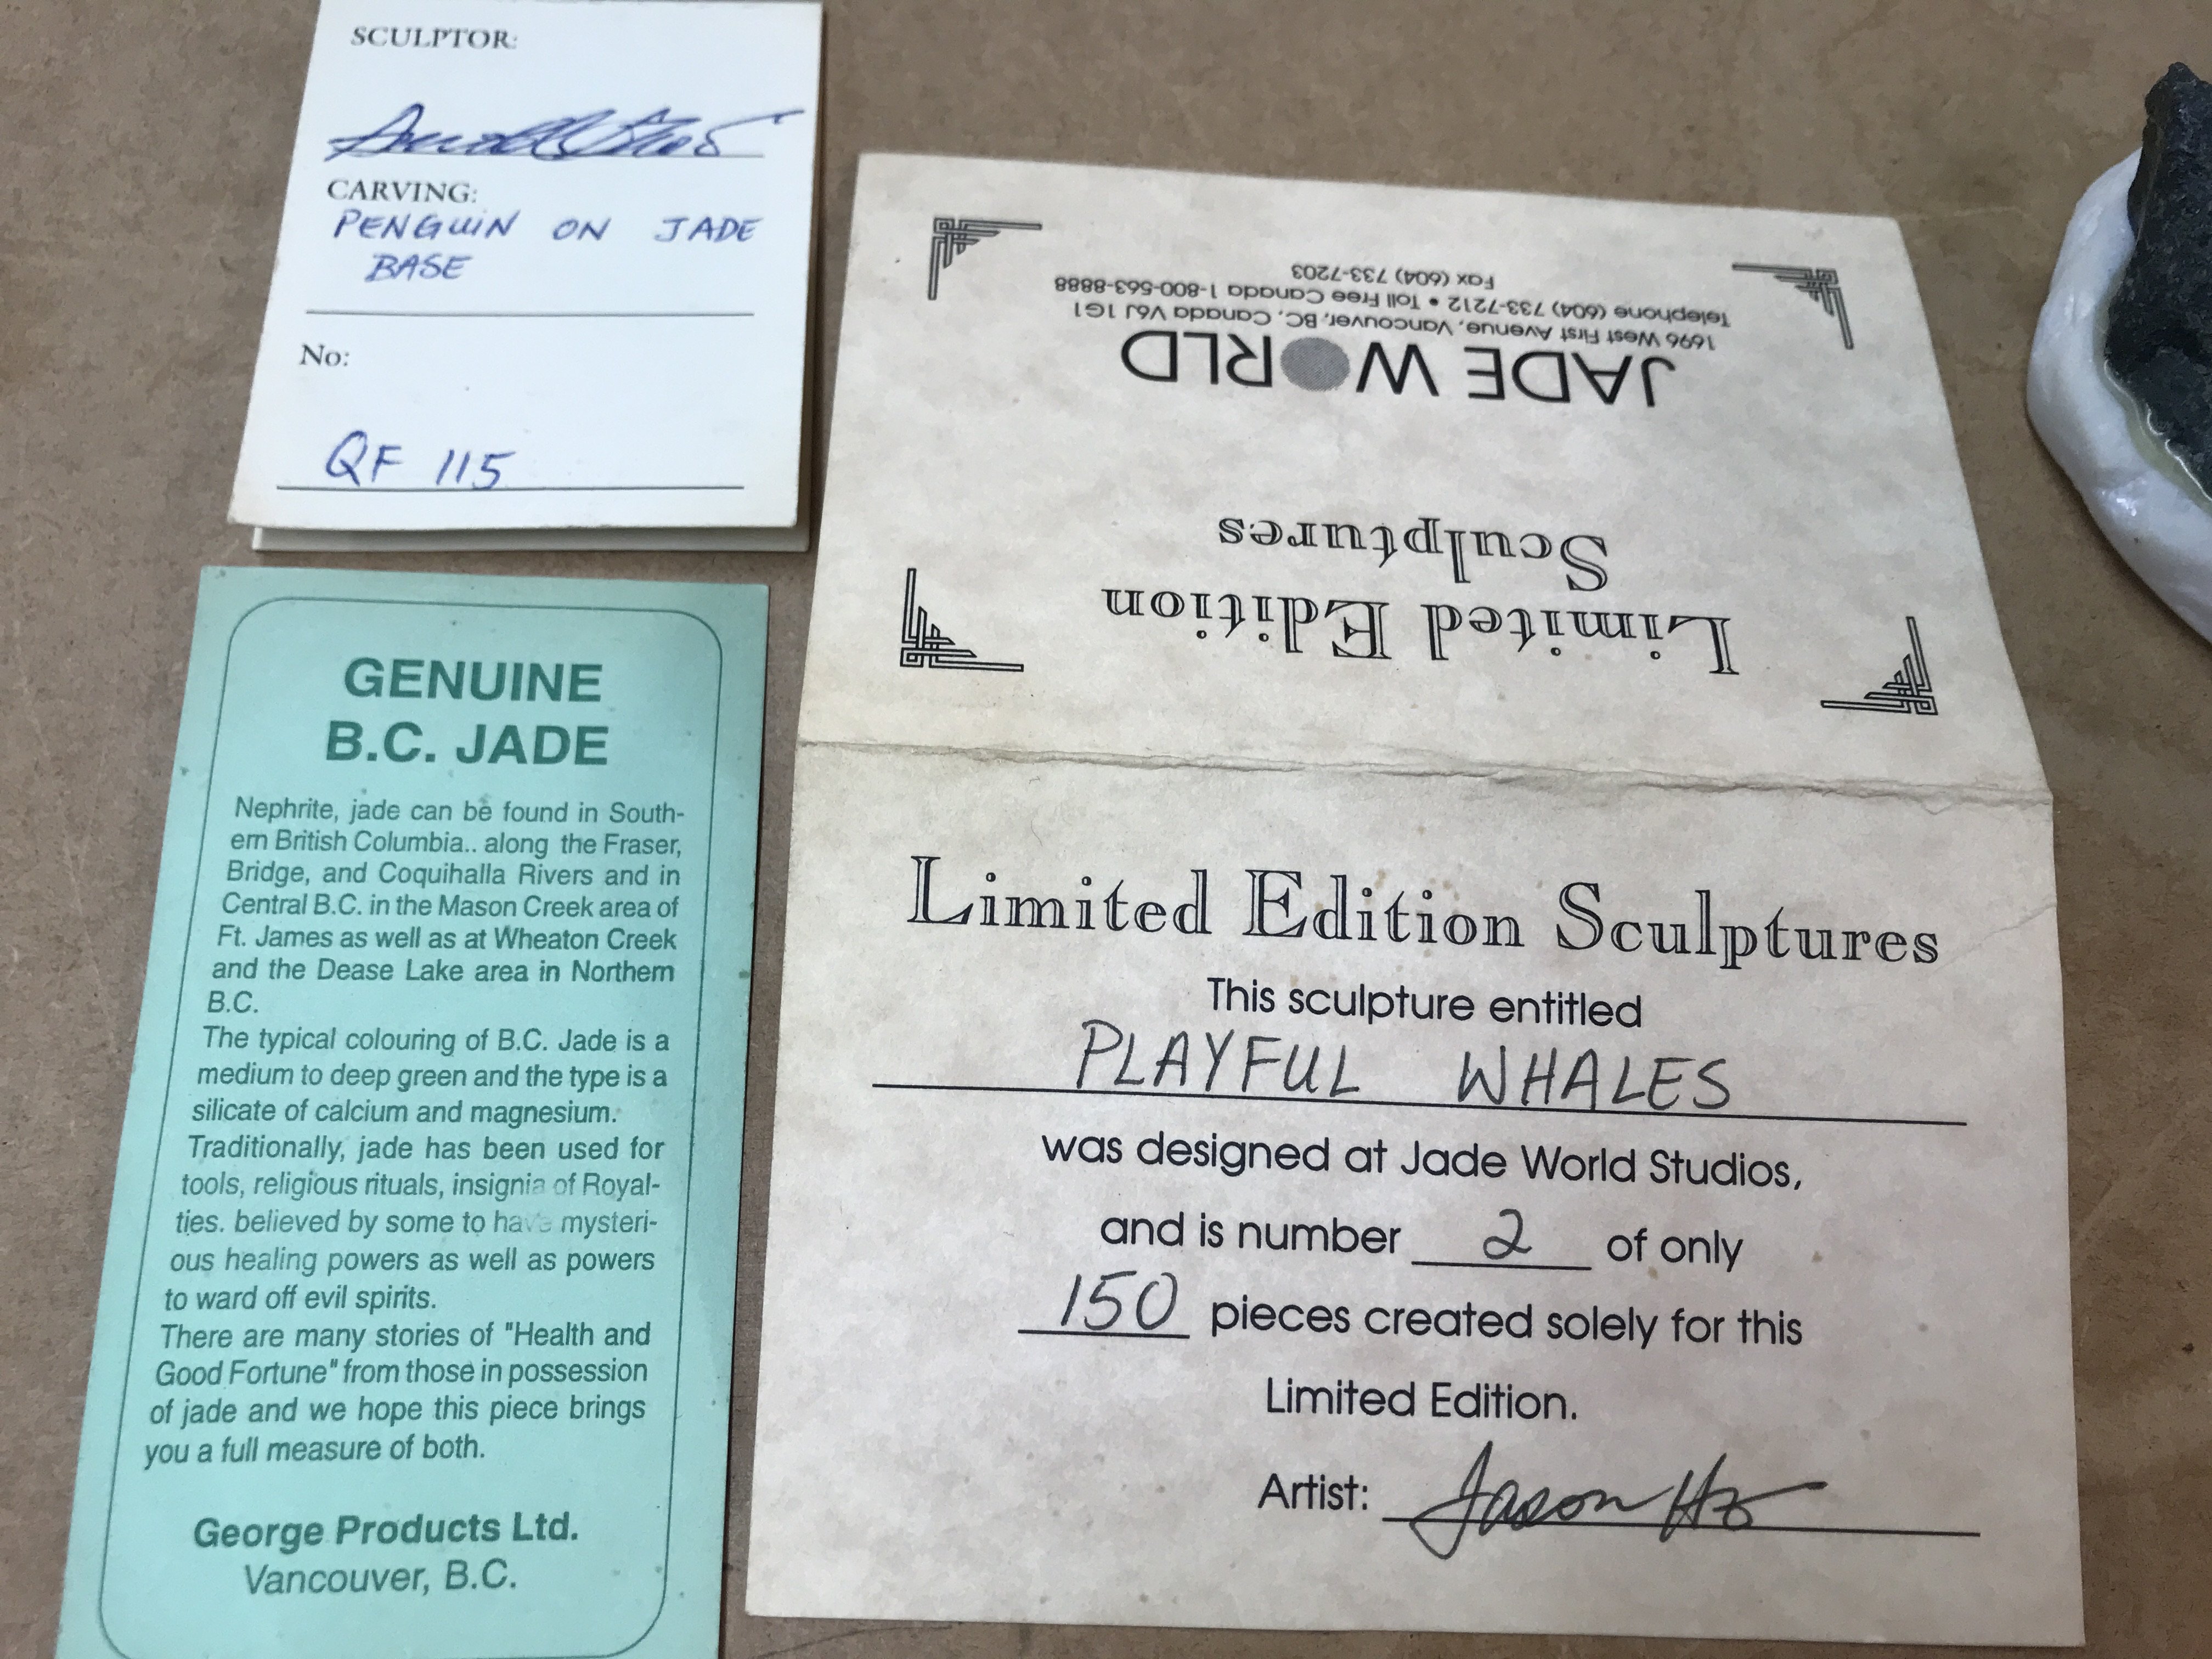 SCULPTOR:
CARVING:
PENGUIN ON JADE
BASE
No:
QF 115
GENUINE
B.C. JADE
Nephrite, jade can be found in South-
ern British Columbia.. along the Fraser,
Bridge, and Coquihalla Rivers and in
Central B.C. in the Mason Creek area of
Ft. James as well as at Wheaton Creek
and the Dease Lake area in Northern
B.C.
The typical colouring of B.C. Jade is a
medium to deep green and the type is a
silicate of calcium and magnesium.
Traditionally, jade has been used for
tools, religious rituals, insignia of Royal-
ties. believed by some to have mysteri-
ous healing powers as well as powers
to ward off evil spirits.
There are many stories of "Health and
Good Fortune" from those in possession
of jade and we hope this piece brings
you a full measure of both.
George Products Ltd.
Vancouver, B.C.
Limited Edition
Sculptures
JADE WORLD
1696 West First Avenue, Vancouver, BC, Canada V6J 1G1
Telephone (604) 733-7212 • Toll Free Canada 1-800-563-8888
Fax (604) 733-7203
Limited Edition Sculptures
This sculpture entitled
PLAYFUL WHALES
was designed at Jade World Studios,
and is number 2 of only
150 pieces created solely for this
Limited Edition.
Artist: Jason Ho